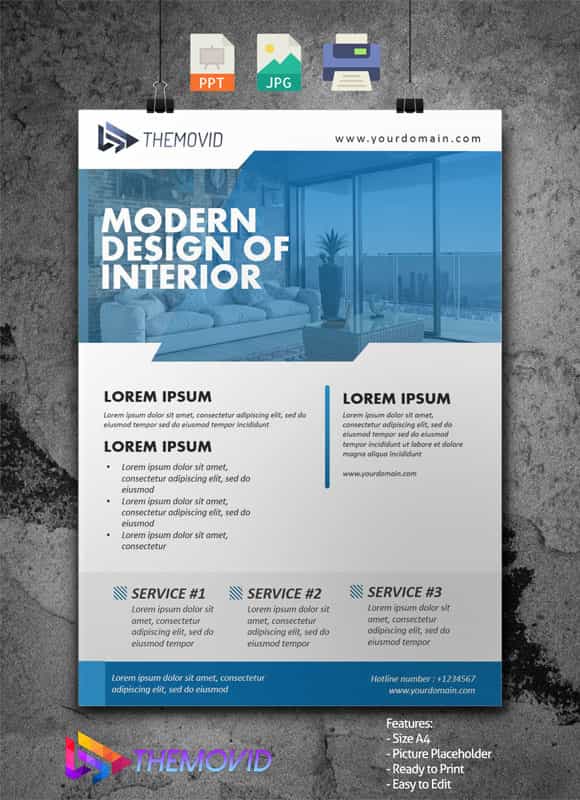 PPT
JPG
THEMOVID
www.yourdomain.com
MODERN
DESIGN OF
INTERIOR
LOREM IPSUM
Lorem ipsum dolor sit amet, consectetur adipiscing elit, sed do
eiusmod tempor incididunt ut labore et dolore magna incididunt
LOREM IPSUM
• Lorem ipsum dolor sit amet,
consectetur adipiscing elit, sed do
eiusmod
• Lorem ipsum dolor sit amet,
consectetur adipiscing elit, sed do
eiusmod
• Lorem ipsum dolor sit amet,
consectetur
LOREM IPSUM
Lorem ipsum dolor sit amet, consectetur
adipiscing elit, sed do eiusmod tempor
incididunt ut labore et dolore
magna aliqua incididunt
www.yourdomain.com
SERVICE #1
Lorem ipsum dolor sit
amet, consectetur
adipiscing elit, sed do
eiusmod tempor
SERVICE #2
Lorem ipsum dolor sit
amet, consectetur
adipiscing elit, sed do
eiusmod tempor
SERVICE #3
Lorem ipsum dolor sit
amet, consectetur
adipiscing elit, sed do
eiusmod tempor
Lorem ipsum dolor sit amet, consectetur
adipiscing elit, sed do eiusmod
Hotline number : +1234567
www.yourdomain.com
THEMOVID
Features:
- Size A4
- Picture Placeholder
- Ready to Print
- Easy to Edit